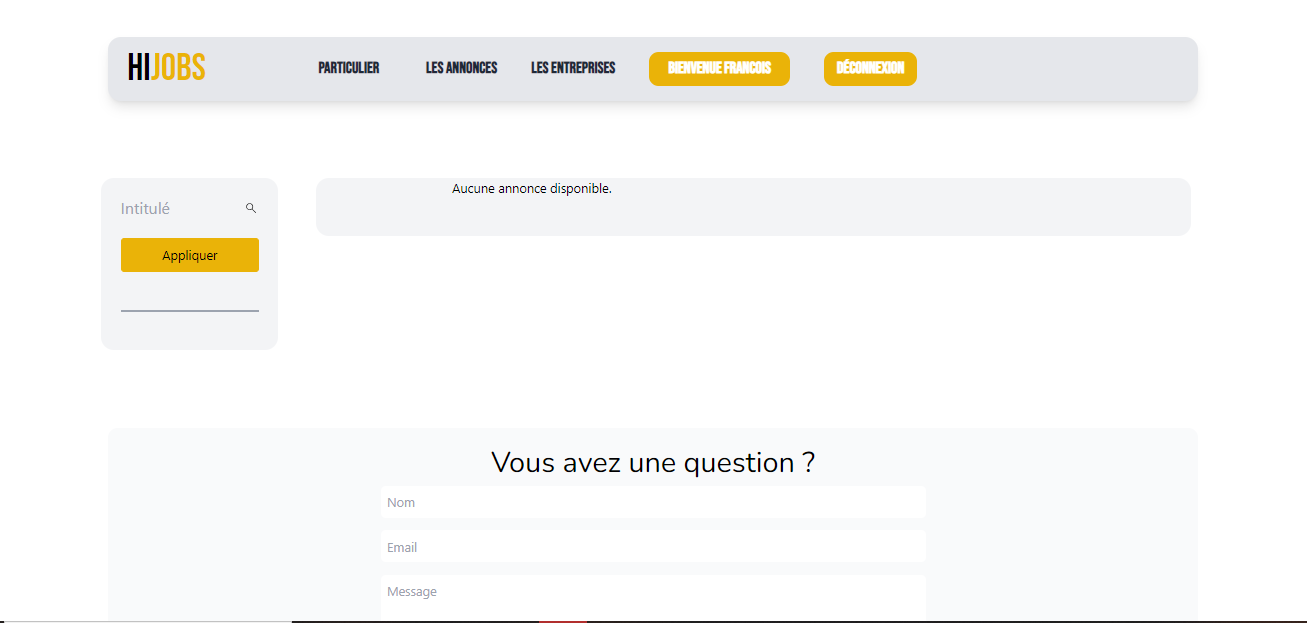 HIJOBS PARTICULIER LES ANNONCES LES ENTREPRISES BIENVENUE FRANCOIS DÉCONNEXION
Intitulé
Appliquer
Aucune annonce disponible.
Vous avez une question ?
Nom
Email
Message